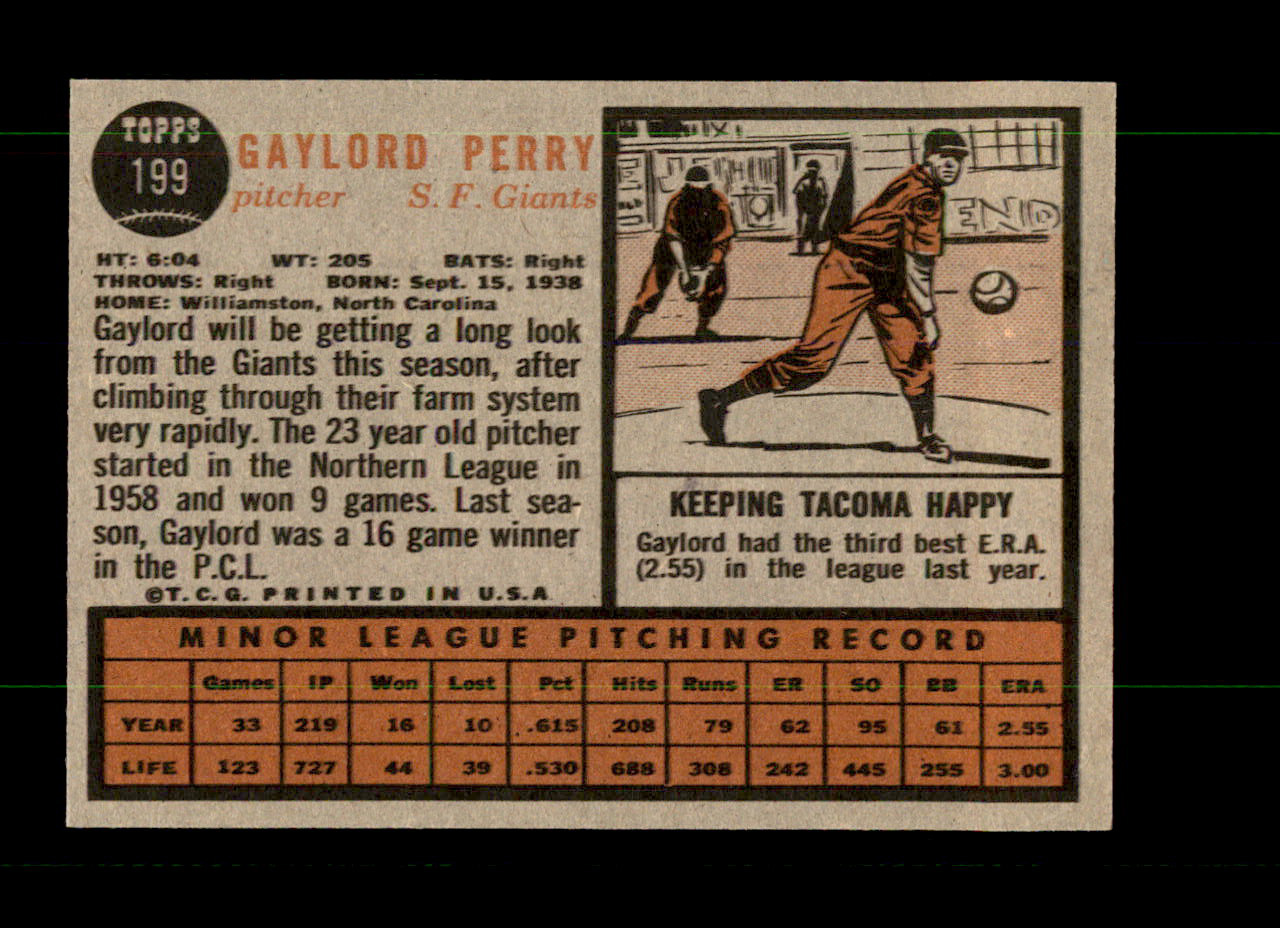 TOPPS
199
GAYLORD PERRY
pitcher S. F. Giants
HT: 6:04 WT: 205 BATS: Right
THROWS: Right BORN: Sept. 15, 1938
HOME: Williamston, North Carolina
Gaylord will be getting a long look
from the Giants this season, after
climbing through their farm system
very rapidly. The 23 year old pitcher
started in the Northern League in
1958 and won 9 games. Last sea-
son, Gaylord was a 16 game winner
in the P.C.L.
©T. C. G. PRINTED IN U.S.A
END
KEEPING TACOMA HAPPY
Gaylord had the third best E.R.A.
(2.55) in the league last year.
MINOR LEAGUE PITCHING RECORD
Games IP Won Lost Pct Hits Runs ER SO BB ERA
YEAR 33 219 16 10 .615 208 79 62 95 61 2.55
LIFE 123 727 44 39 .530 688 308 242 445 255 3.00